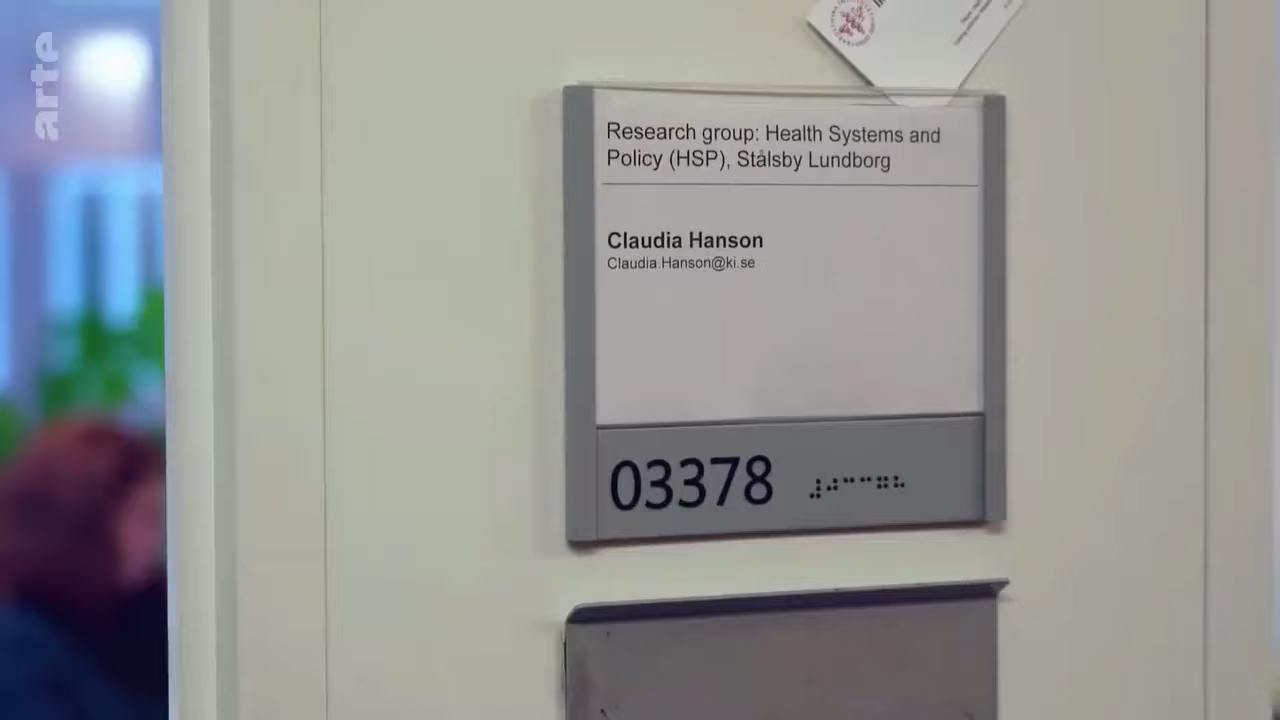 arte
Research group: Health Systems and
Policy (HSP), Stålsby Lundborg
Claudia Hanson
Claudia.Hanson@ki.se
03378